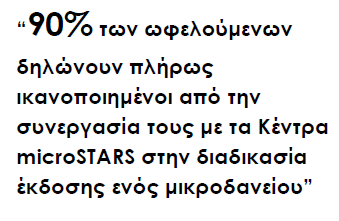 “90% των ωφελούμενων
δηλώνουν πλήρως
ικανοποιημένοι από την
συνεργασία τους με τα Κέντρα
microSTARS στην διαδικασία
έκδοσης ενός μικροδανείου”